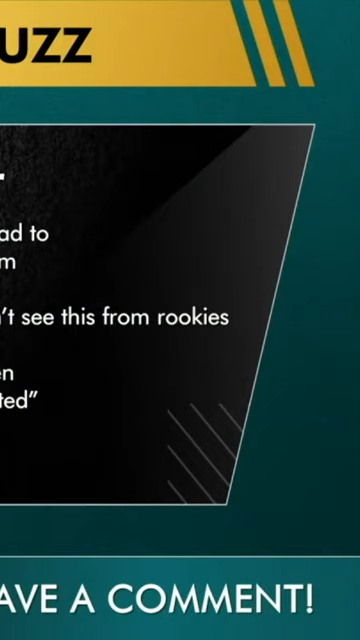 UZZ
ad to
m
't see this from rookies
en
ted”
AVE A COMMENT!